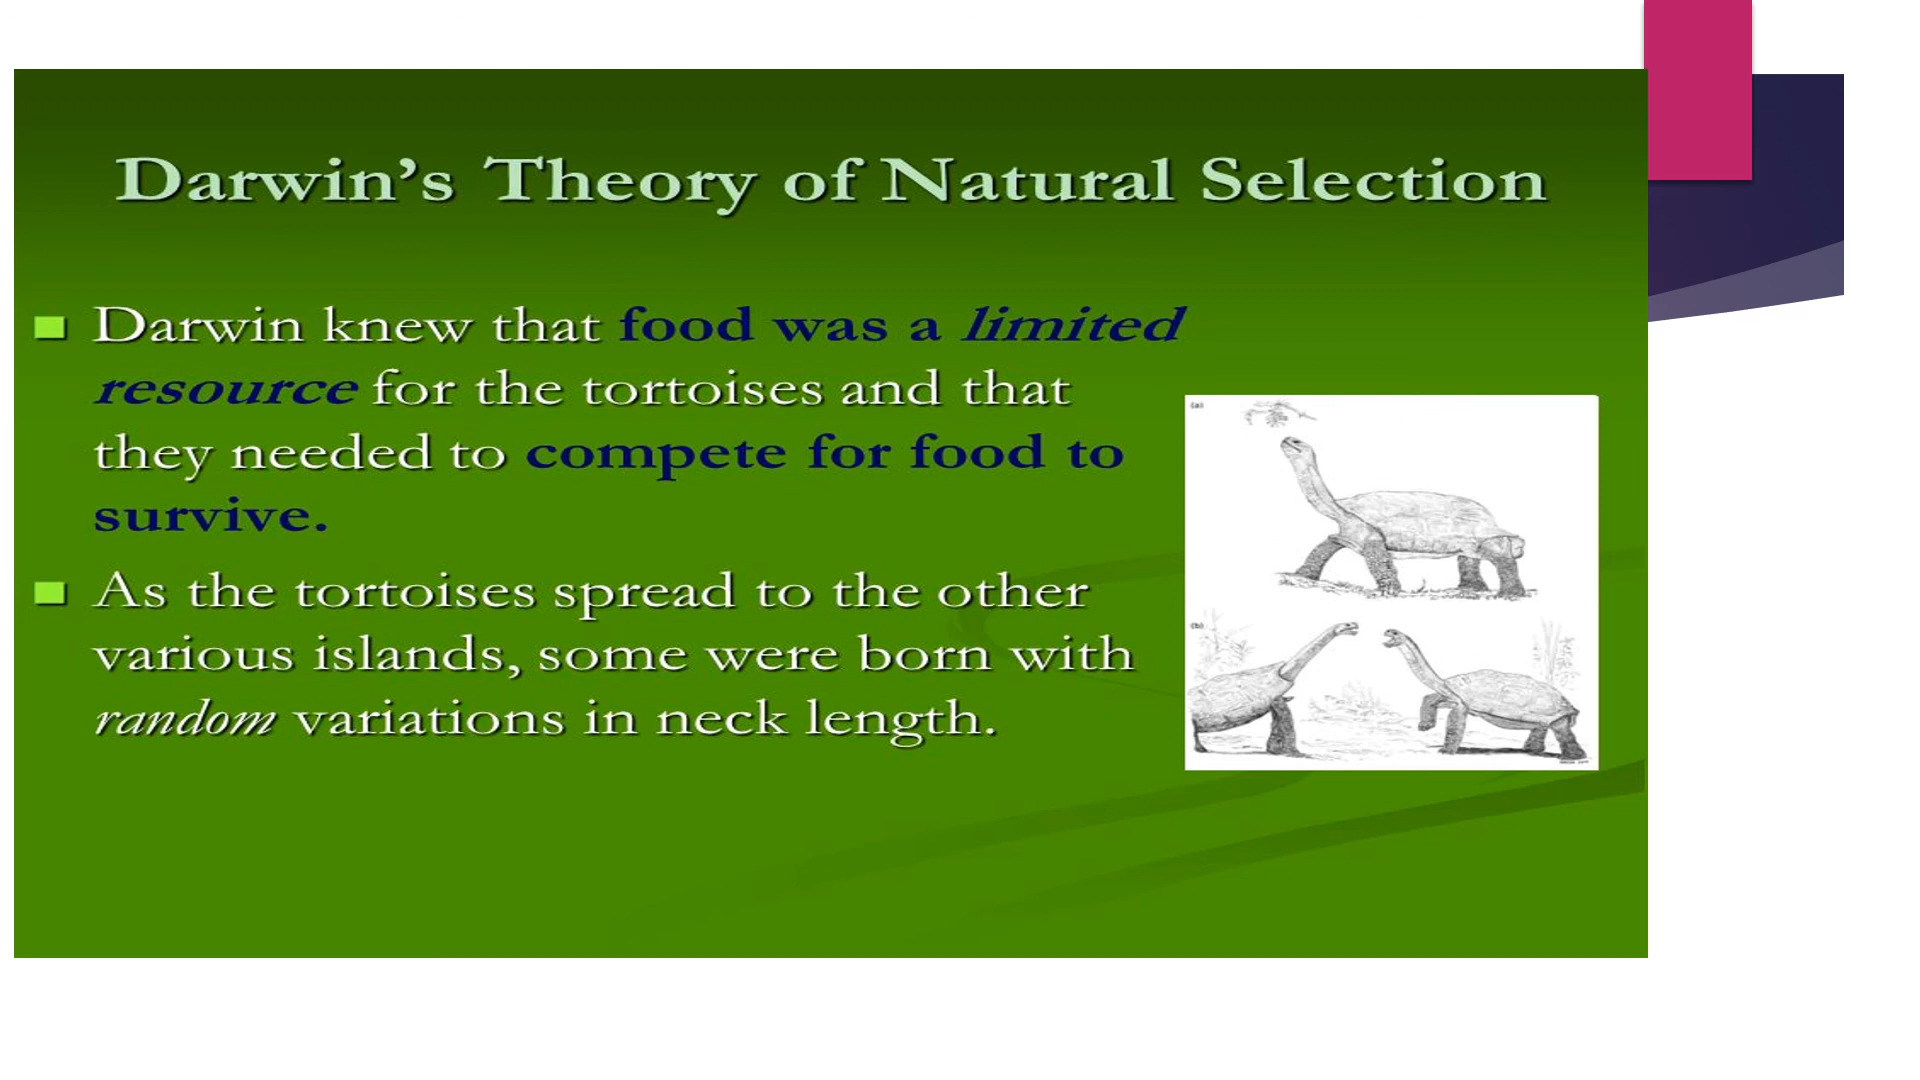 Darwin’s Theory of Natural Selection
Darwin knew that food was a limited
resource for the tortoises and that
they needed to compete for food to
survive.
As the tortoises spread to the other
various islands, some were born with
random variations in neck length.
(a)
(b)